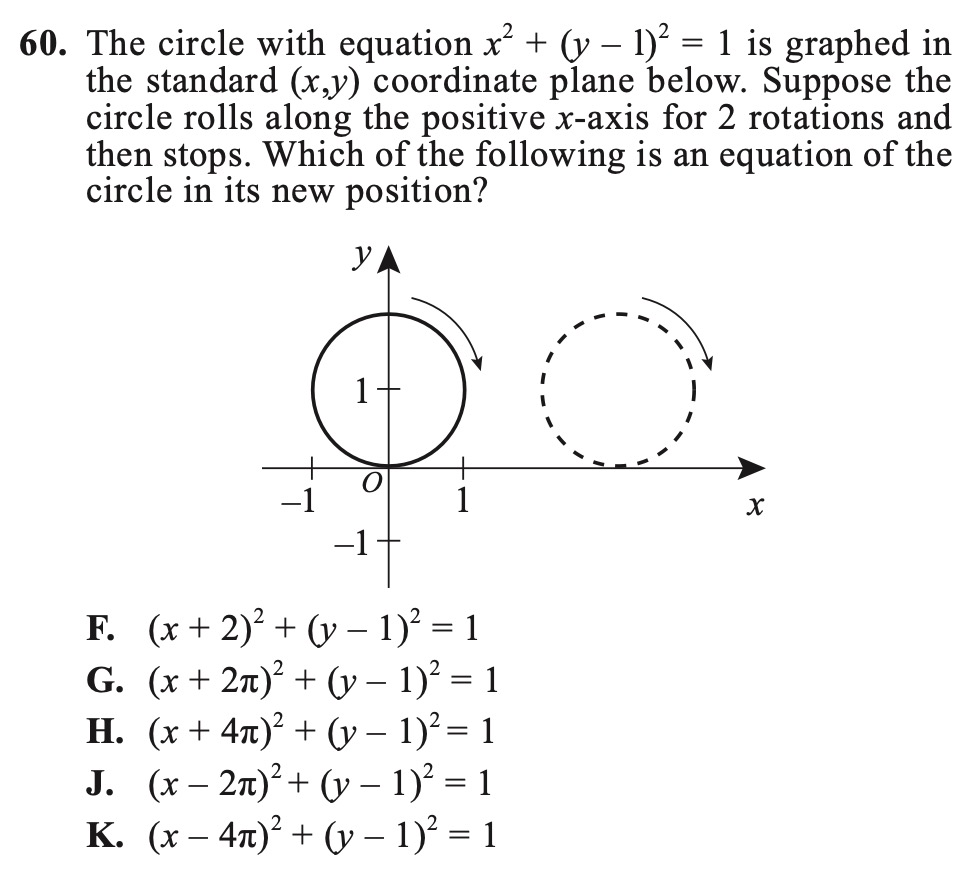 60. The circle with equation x² + (y – 1)² = 1 is graphed in
the standard (x,y) coordinate plane below. Suppose the
circle rolls along the positive x-axis for 2 rotations and
then stops. Which of the following is an equation of the
circle in its new position?
y
1
O
–1
1
x
–1
F. (x + 2)² + (y – 1)² = 1
G. (x + 2π)² + (y – 1)² = 1
H. (x + 4π)² + (y – 1)² = 1
J. (x – 2π)² + (y – 1)² = 1
K. (x – 4π)² + (y – 1)² = 1